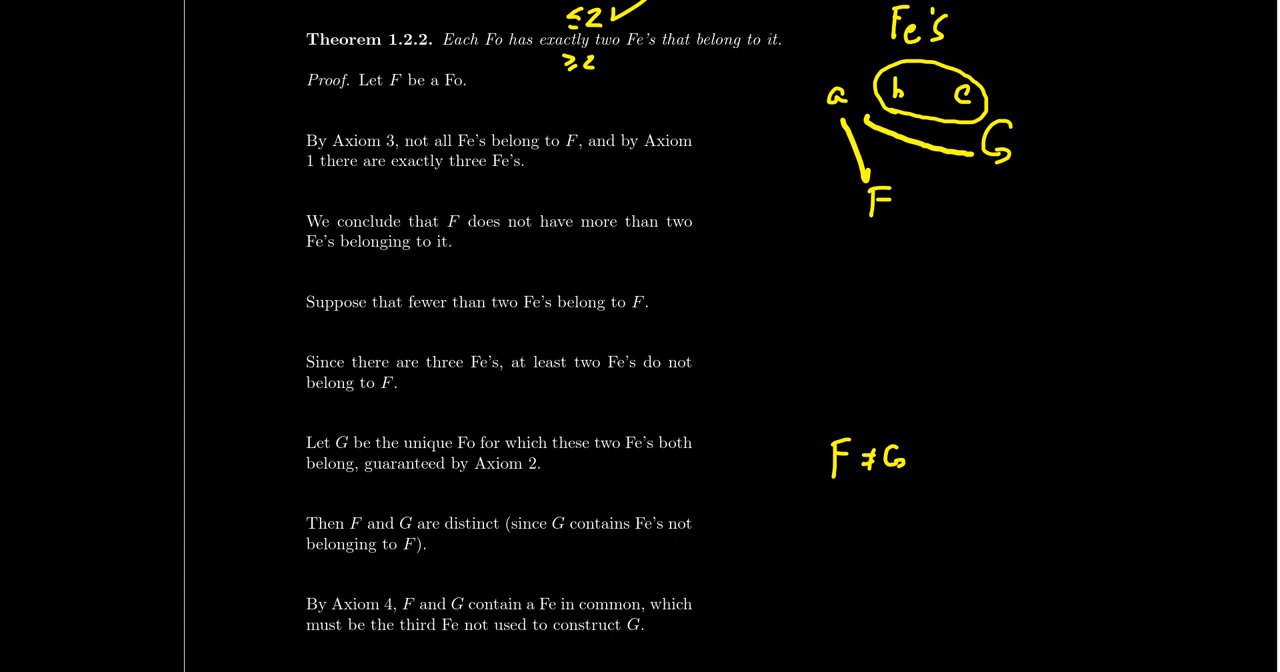 ≤2 ✓
Theorem 1.2.2. Each Fo has exactly two Fe's that belong to it.
≥2
Fe's
Proof. Let F be a Fo.
a b c
G
By Axiom 3, not all Fe's belong to F, and by Axiom
1 there are exactly three Fe's.
F
We conclude that F does not have more than two
Fe's belonging to it.
Suppose that fewer than two Fe's belong to F.
Since there are three Fe's, at least two Fe's do not
belong to F.
Let G be the unique Fo for which these two Fe's both
belong, guaranteed by Axiom 2.
F ≠ G
Then F and G are distinct (since G contains Fe's not
belonging to F).
By Axiom 4, F and G contain a Fe in common, which
must be the third Fe not used to construct G.